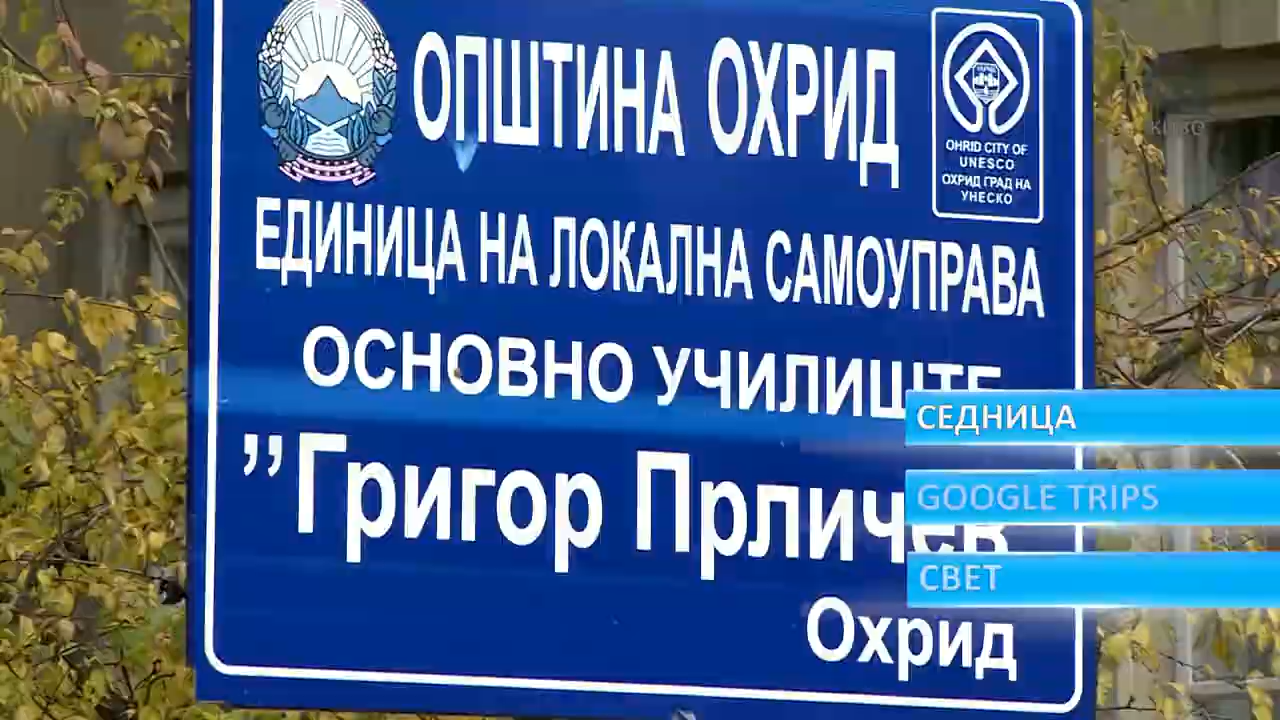 ОПШТИНА ОХРИД
OHRID CITY OF
UNESCO
ОХРИД ГРАД НА
УНЕСКО
ЕДИНИЦА НА ЛОКАЛНА САМОУПРАВА
ОСНОВНО УЧИЛИШТЕ
”Григор Прличев
Охрид
СЕДНИЦА
GOOGLE TRIPS
СВЕТ